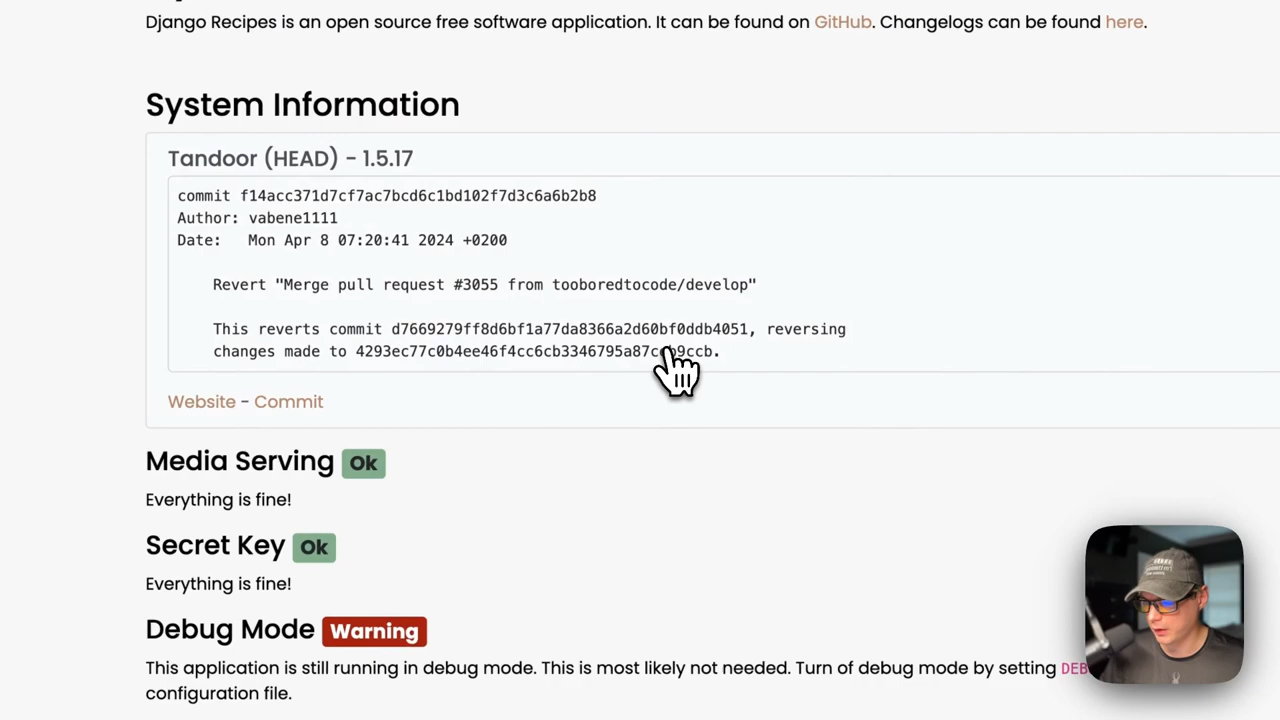 Django Recipes is an open source free software application. It can be found on GitHub. Changelogs can be found here.
System Information
Tandoor (HEAD) - 1.5.17
commit f14acc371d7cf7ac7bcd6c1bd102f7d3c6a6b2b8
Author: vabene1111
Date: Mon Apr 8 07:20:41 2024 +0200
Revert "Merge pull request #3055 from tooboredtocode/develop"
This reverts commit d7669279ff8d6bf1a77da8366a2d60bf0ddb4051, reversing
changes made to
Website - Commit
Media Serving Ok
Everything is fine!
Secret Key Ok
Everything is fine!
Debug Mode Warning
This application is still running in debug mode. This is most likely not needed. Turn of debug mode by setting DEB
configuration file.